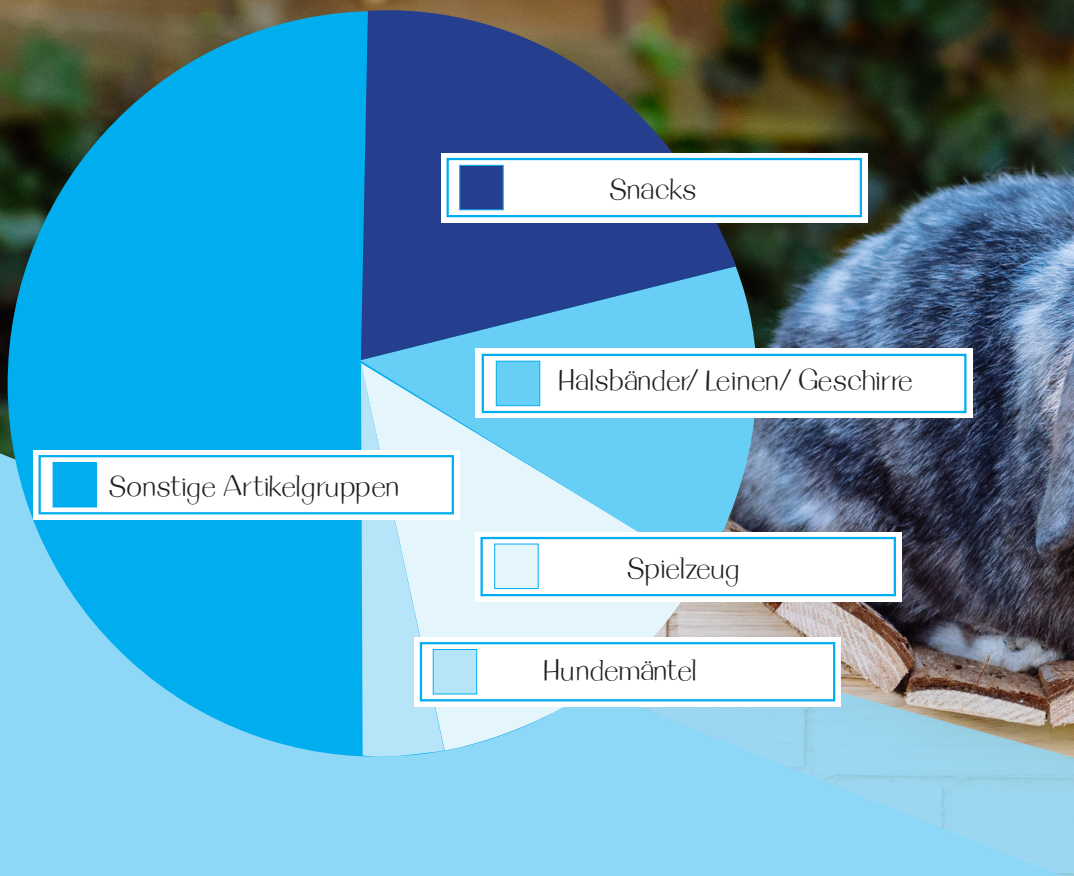 Snacks
Halsbänder/ Leinen/ Geschirre
Sonstige Artikelgruppen
Spielzeug
Hundemäntel